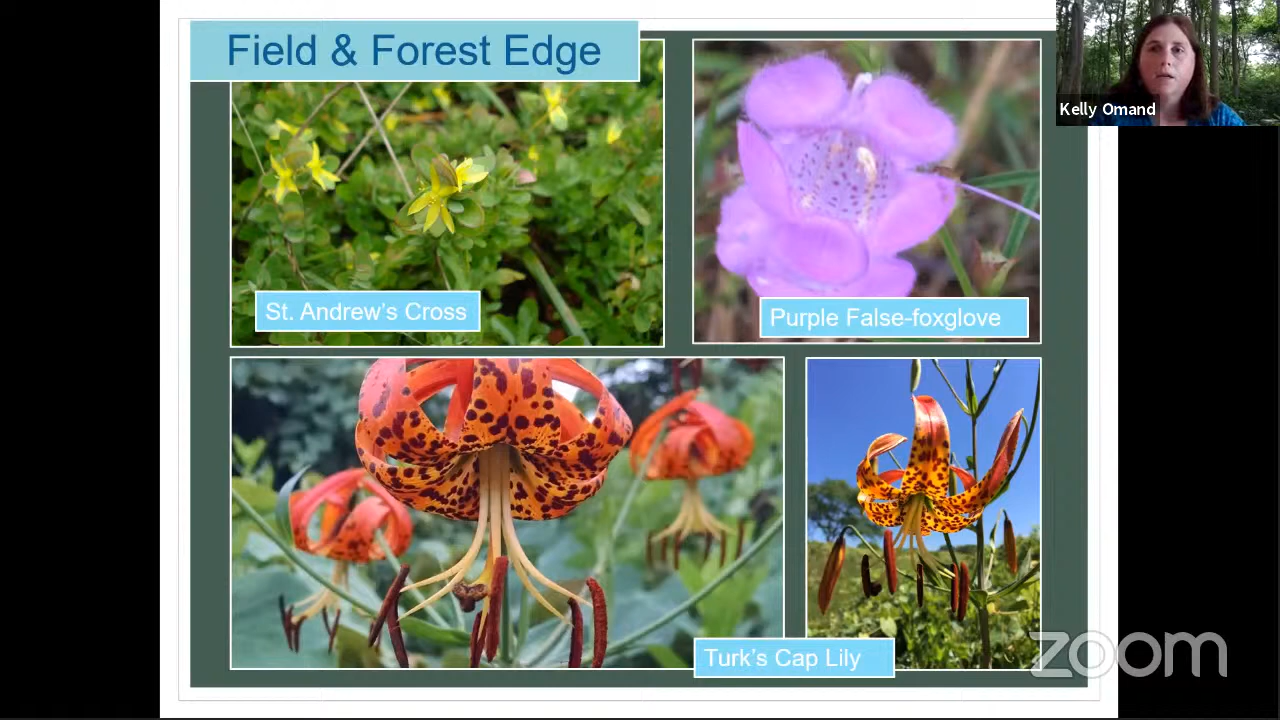 Field & Forest Edge
Kelly Omand
St. Andrew's Cross
Purple False-foxglove
Turk's Cap Lily
zoom